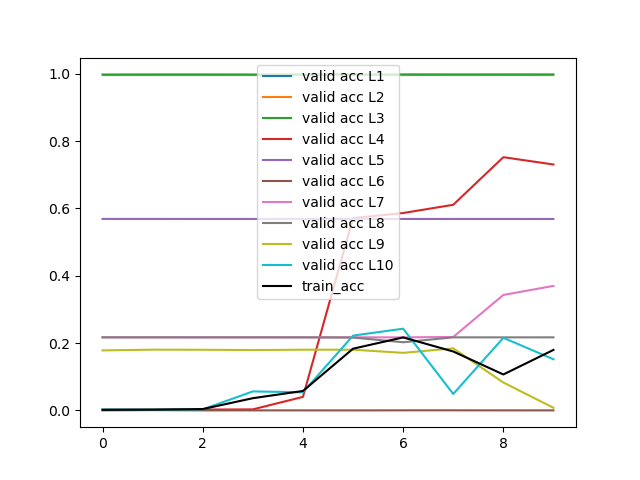 1.0
0.8
0.6
0.4
0.2
0.0
0
2
4
6
8
valid acc L1
valid acc L2
valid acc L3
valid acc L4
valid acc L5
valid acc L6
valid acc L7
valid acc L8
valid acc L9
valid acc L10
train_acc